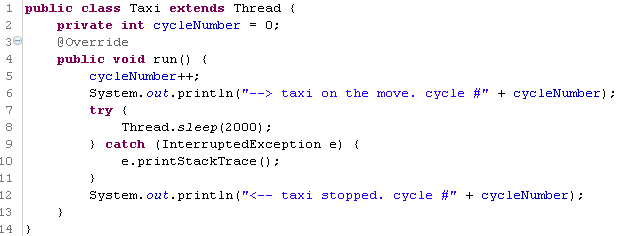 1 public class Taxi extends Thread {
2     private int cycleNumber = 0;
3     @Override
4     public void run() {
5         cycleNumber++;
6         System.out.println("--> taxi on the move. cycle #" + cycleNumber);
7         try {
8             Thread.sleep(2000);
9         } catch (InterruptedException e) {
10             e.printStackTrace();
11         }
12         System.out.println("<-- taxi stopped. cycle #" + cycleNumber);
13     }
14 }